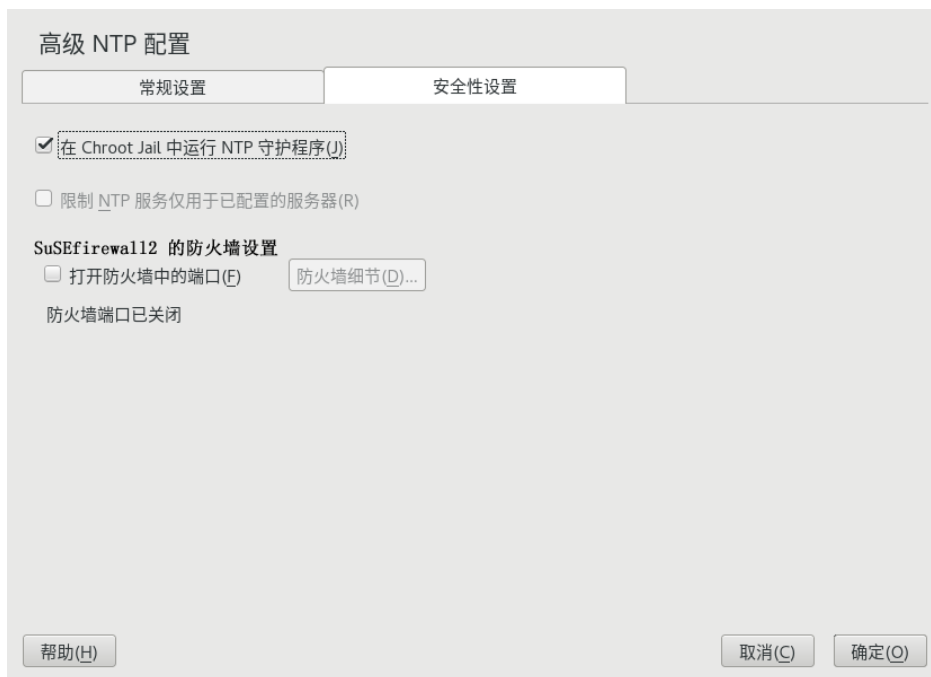 高级 NTP 配置
常规设置
安全性设置
在 Chroot Jail 中运行 NTP 守护程序(J)
限制 NTP 服务仅用于已配置的服务器(R)
SuSEfirewall2 的防火墙设置
打开防火墙中的端口(F)
防火墙细节(D)...
防火墙端口已关闭
帮助(H)
取消(C)
确定(O)